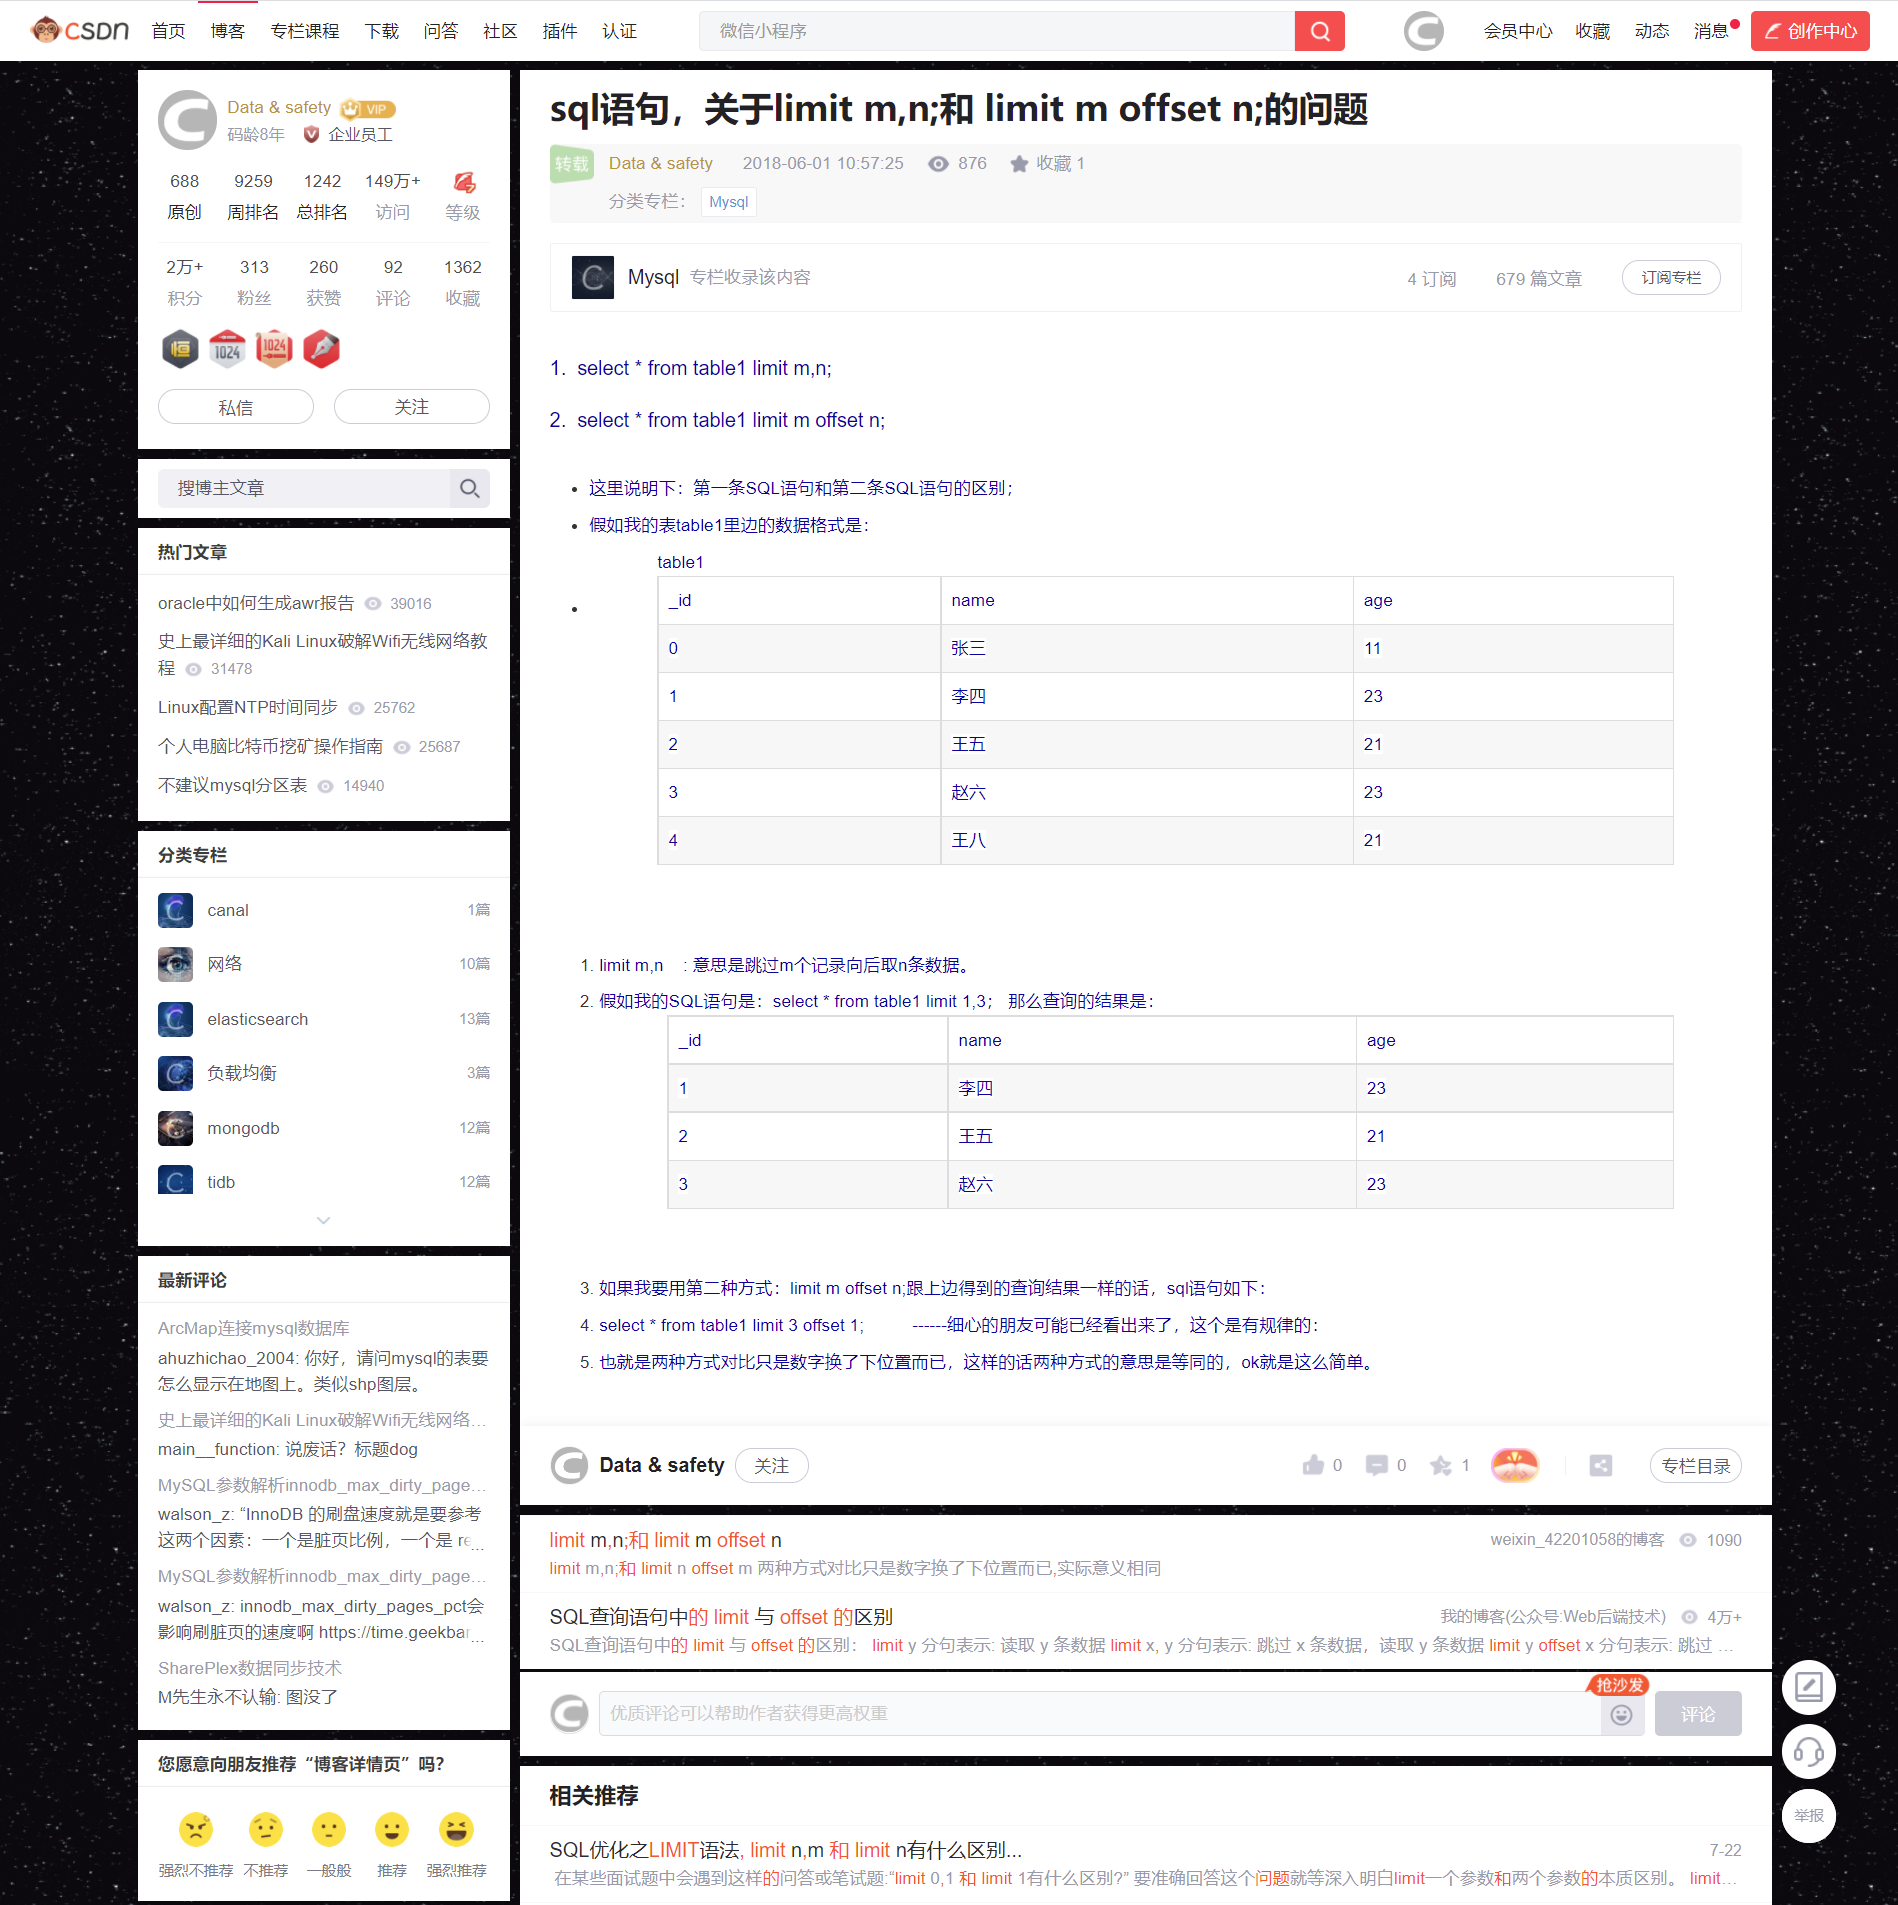 CSDN 首页 博客 专栏课程 下载 问答 社区 插件 认证 微信小程序 会员中心 收藏 动态 消息 创作中心
Data & safety VIP
码龄8年 企业员工
688 9259 1242 149万+
原创 周排名 总排名 访问 等级
2万+ 313 260 92 1362
积分 粉丝 获赞 评论 收藏
1024 1024
私信 关注
搜博主文章
热门文章
oracle中如何生成awr报告 39016
史上最详细的Kali Linux破解Wifi无线网络教
程 31478
Linux配置NTP时间同步 25762
个人电脑比特币挖矿操作指南 25687
不建议mysql分区表 14940
分类专栏
canal 1篇
网络 10篇
elasticsearch 13篇
负载均衡 3篇
mongodb 12篇
tidb 12篇
最新评论
ArcMap连接mysql数据库
ahuzhichao_2004: 你好，请问mysql的表要
怎么显示在地图上。类似shp图层。
史上最详细的Kali Linux破解Wifi无线网络...
main__function: 说废话？标题dog
MySQL参数解析innodb_max_dirty_page...
walson_z: “InnoDB 的刷盘速度就是要参考
这两个因素：一个是脏页比例，一个是 re...
MySQL参数解析innodb_max_dirty_page...
walson_z: innodb_max_dirty_pages_pct会
影响刷脏页的速度啊 https://time.geekbar...
SharePlex数据同步技术
M先生永不认输: 图没了
您愿意向朋友推荐“博客详情页”吗？
强烈不推荐 不推荐 一般般 推荐 强烈推荐
sql语句，关于limit m,n;和 limit m offset n;的问题
转载 Data & safety 2018-06-01 10:57:25 876 收藏 1
分类专栏： Mysql
Mysql 专栏收录该内容 4 订阅 679 篇文章 订阅专栏
1. select * from table1 limit m,n;
2. select * from table1 limit m offset n;
• 这里说明下：第一条SQL语句和第二条SQL语句的区别；
• 假如我的表table1里边的数据格式是：
table1
_id name age
0 张三 11
1 李四 23
2 王五 21
3 赵六 23
4 王八 21
1. limit m,n : 意思是跳过m个记录向后取n条数据。
2. 假如我的SQL语句是：select * from table1 limit 1,3； 那么查询的结果是：
_id name age
1 李四 23
2 王五 21
3 赵六 23
3. 如果我要用第二种方式：limit m offset n;跟上边得到的查询结果一样的话，sql语句如下：
4. select * from table1 limit 3 offset 1; ------细心的朋友可能已经看出来了，这个是有规律的：
5. 也就是两种方式对比只是数字换了下位置而已，这样的话两种方式的意思是等同的，ok就是这么简单。
Data & safety 关注 0 0 1 专栏目录
limit m,n;和 limit m offset n weixin_42201058的博客 1090
limit m,n;和 limit n offset m 两种方式对比只是数字换了下位置而已,实际意义相同
SQL查询语句中的 limit 与 offset 的区别 我的博客(公众号:Web后端技术) 4万+
SQL查询语句中的 limit 与 offset 的区别： limit y 分句表示: 读取 y 条数据 limit x, y 分句表示: 跳过 x 条数据，读取 y 条数据 limit y offset x 分句表示: 跳过 ...
抢沙发
优质评论可以帮助作者获得更高权重 评论
举报
相关推荐
SQL优化之LIMIT语法, limit n,m 和 limit n有什么区别... 7-22
在某些面试题中会遇到这样的问答或笔试题:“limit 0,1 和 limit 1有什么区别?” 要准确回答这个问题就等深入明白limit一个参数和两个参数的本质区别。 limit...